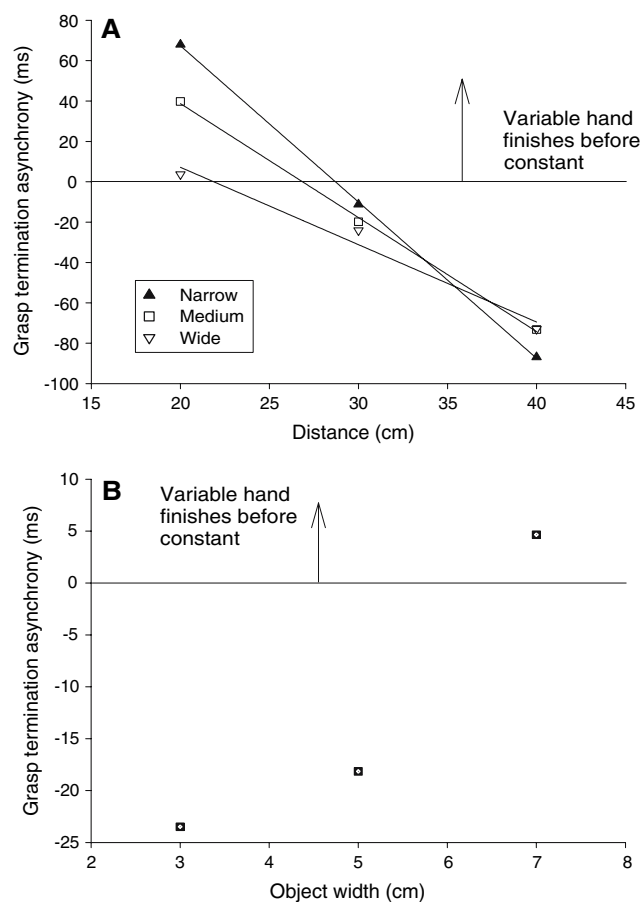 A
Grasp termination asynchrony (ms)
80
60
40
20
0
-20
-40
-60
-80
-100
Variable hand
finishes before
constant
Narrow
Medium
Wide
15 20 25 30 35 40 45
Distance (cm)
B
Grasp termination asynchrony (ms)
10
5
0
-5
-10
-15
-20
-25
Variable hand
finishes before
constant
2 3 4 5 6 7 8
Object width (cm)